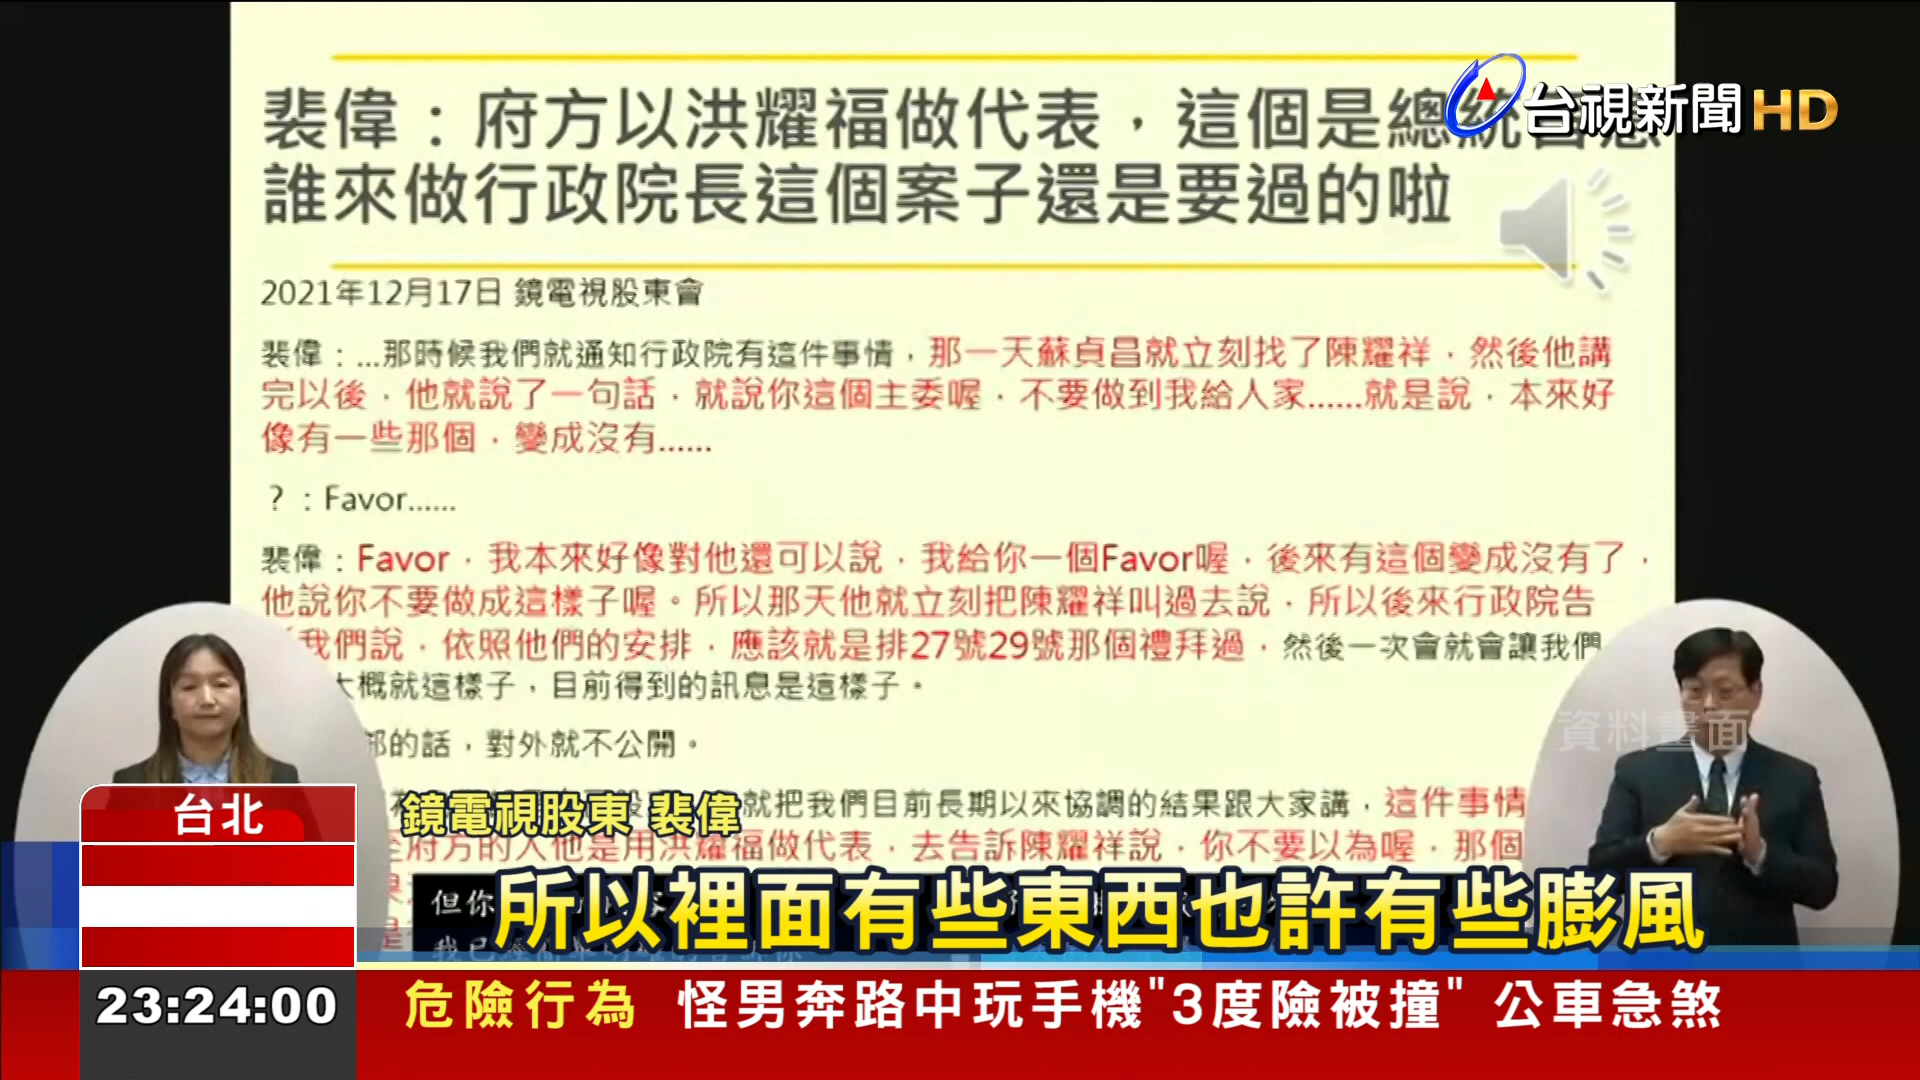 裴偉：府方以洪耀福做代表，這個是總統
台視新聞HD
誰來做行政院長這個案子還是要過的啦
2021年12月17日 鏡電視股東會
裴偉：...那時候我們就通知行政院有這件事情，那一天蘇貞昌就立刻找了陳耀祥，然後他講
完以後，他就說了一句話，就說你這個主委喔，不要做到我給人家......就是說，本來好
像有一些那個，變成沒有......
？：Favor......
裴偉：Favor，我本來好像對他還可以說，我給你一個Favor喔，後來有這個變成沒有了，
他說你不要做成這樣子喔。所以那天他就立刻把陳耀祥叫過去說，所以後來行政院告
我們說，依照他們的安排，應該就是排27號29號那個禮拜過，然後一次會就會讓我們
大概就這樣子，目前得到的訊息是這樣子。
資料畫面
部的話，對外就不公開。
就把我們目前長期以來協調的結果跟大家講，這件事情
府方的人他是用洪耀福做代表，去告訴陳耀祥說，你不要以為喔，那個
台北
鏡電視股東 裴偉
但你
所以裡面有些東西也許有些膨風
23:24:00
危險行為 怪男奔路中玩手機"3度險被撞" 公車急煞